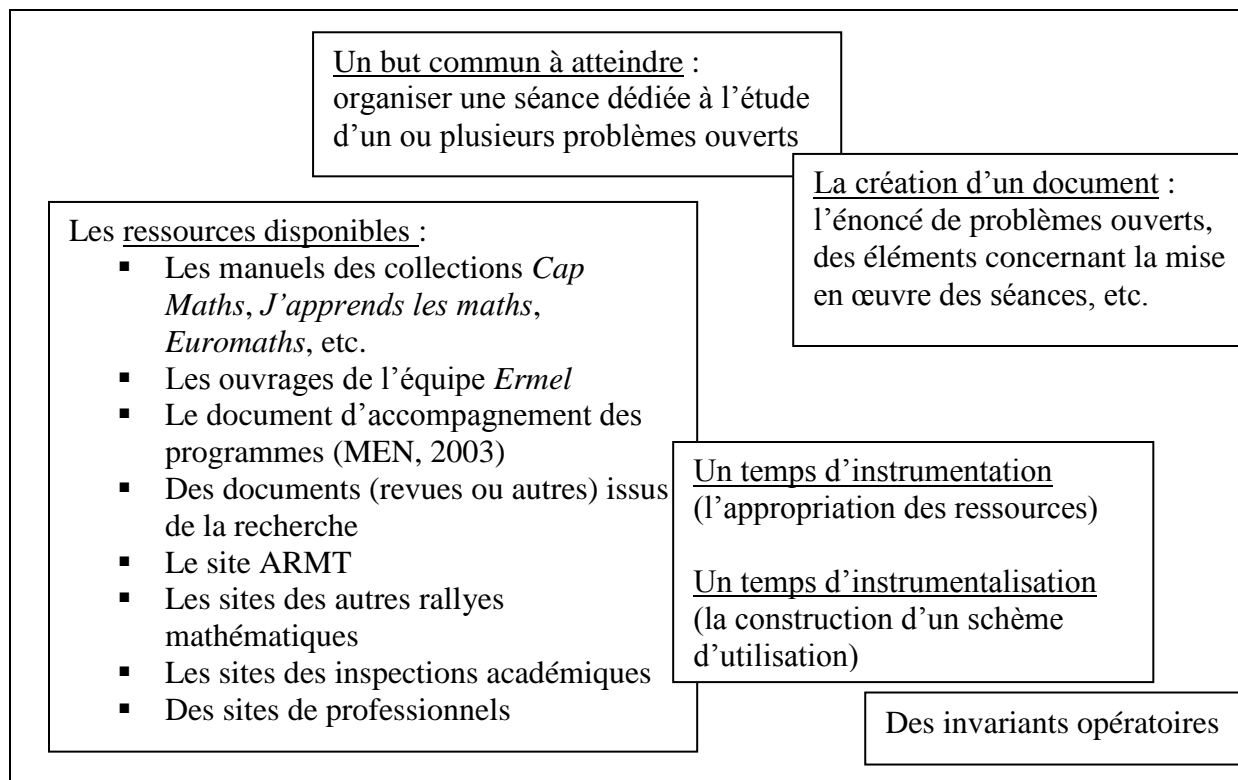 Un but commun à atteindre :
organiser une séance dédiée à l'étude
d'un ou plusieurs problèmes ouverts
La création d'un document :
l'énoncé de problèmes ouverts,
des éléments concernant la mise
en œuvre des séances, etc.
Les ressources disponibles :
▪ Les manuels des collections Cap
Maths, J'apprends les maths,
Euromaths, etc.
▪ Les ouvrages de l'équipe Ermel
▪ Le document d'accompagnement des
programmes (MEN, 2003)
▪ Des documents (revues ou autres) issus
de la recherche
▪ Le site ARMT
▪ Les sites des autres rallyes
mathématiques
▪ Les sites des inspections académiques
▪ Des sites de professionnels
Un temps d'instrumentation
(l'appropriation des ressources)
Un temps d'instrumentalisation
(la construction d'un schème
d'utilisation)
Des invariants opératoires